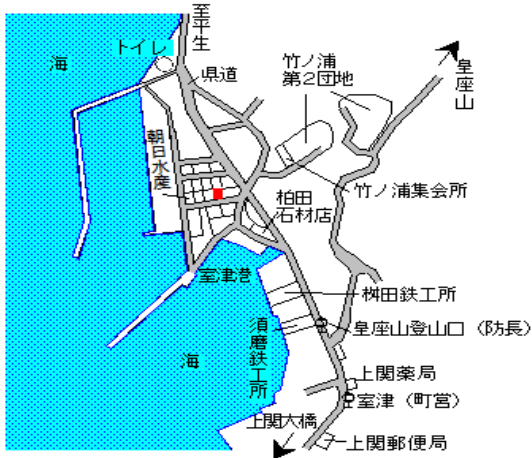 至平生
トイレ
海
県道
竹ノ浦
第2団地
皇座山
朝日水産
竹ノ浦集会所
柏田
石材店
室津港
桝田鉄工所
須磨鉄工所
皇座山登山口（防長）
海
上関薬局
室津（町営）
上関大橋
上関郵便局